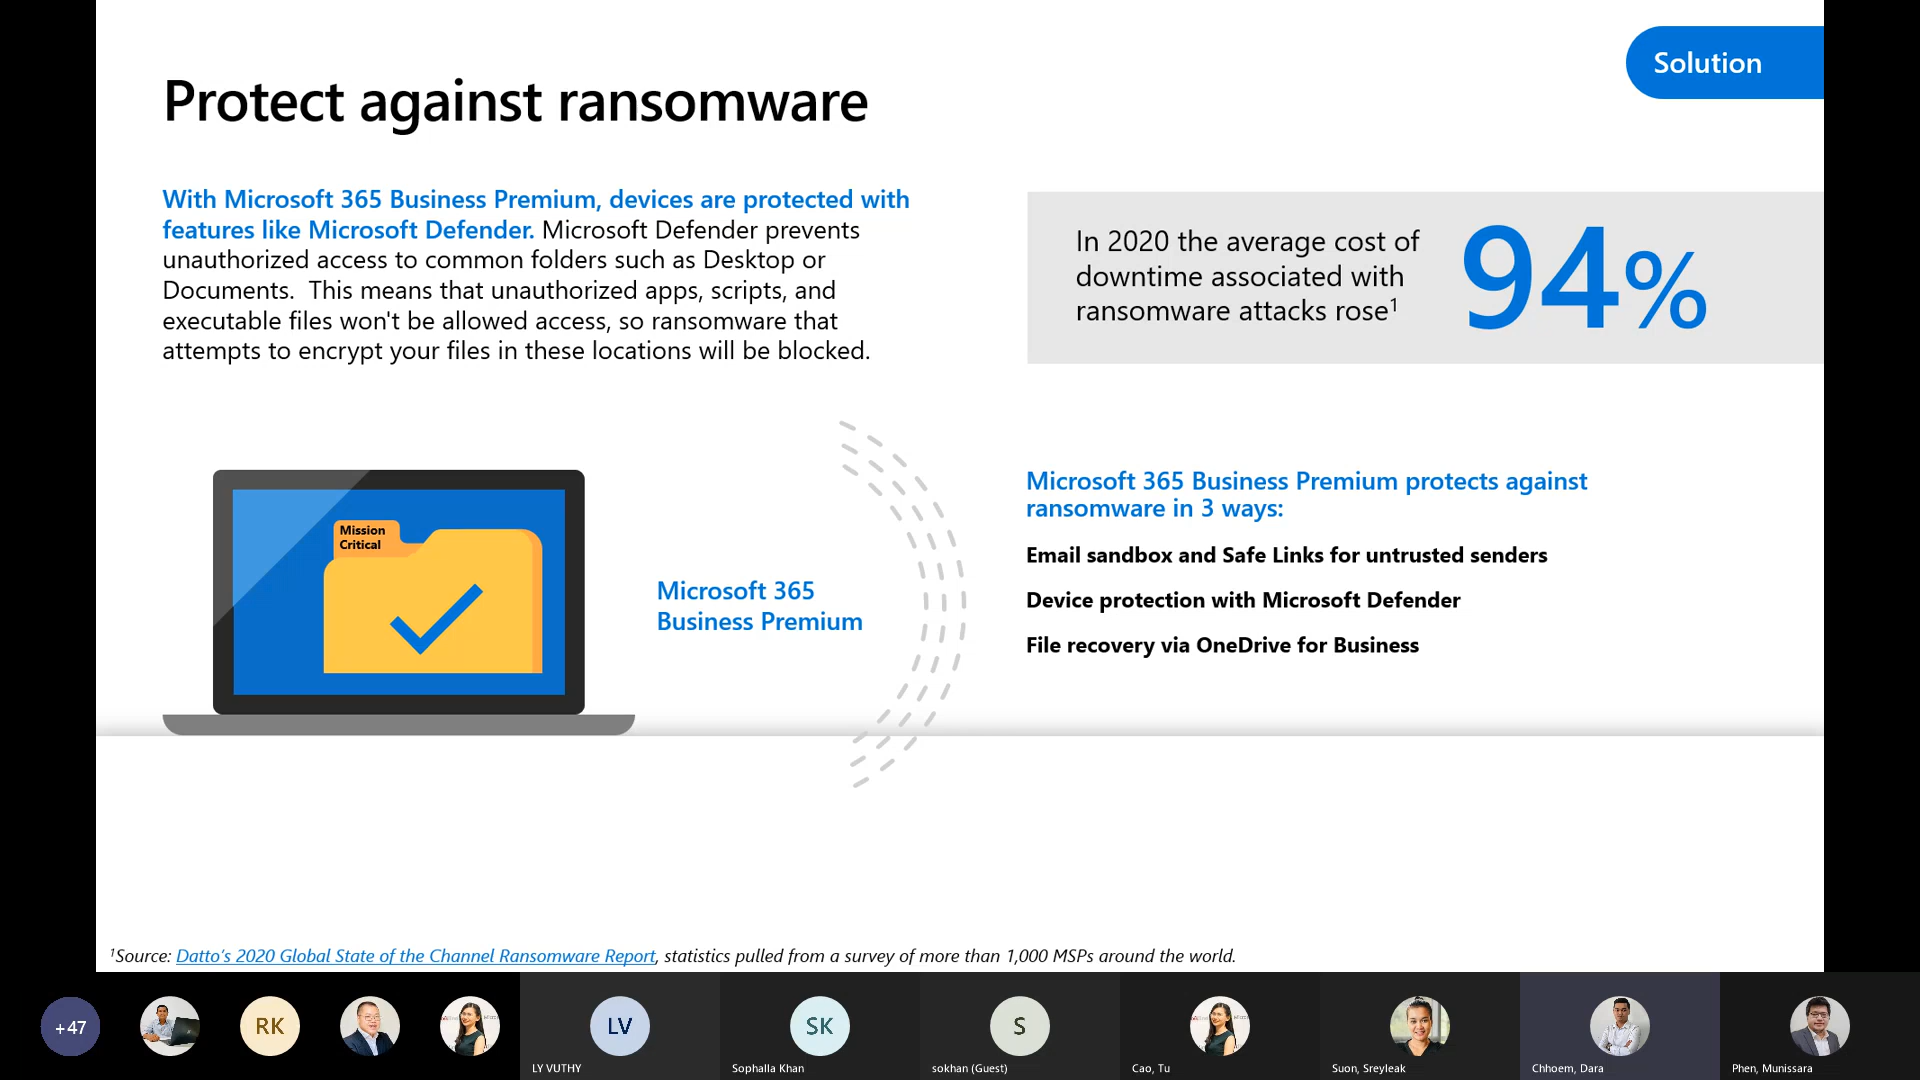 Solution
Protect against ransomware
With Microsoft 365 Business Premium, devices are protected with
features like Microsoft Defender. Microsoft Defender prevents
unauthorized access to common folders such as Desktop or
Documents.  This means that unauthorized apps, scripts, and
executable files won't be allowed access, so ransomware that
attempts to encrypt your files in these locations will be blocked.
In 2020 the average cost of
downtime associated with
ransomware attacks rose¹
94%
Mission
Critical
Microsoft 365
Business Premium
Microsoft 365 Business Premium protects against
ransomware in 3 ways:
Email sandbox and Safe Links for untrusted senders
Device protection with Microsoft Defender
File recovery via OneDrive for Business
¹Source: Datto's 2020 Global State of the Channel Ransomware Report, statistics pulled from a survey of more than 1,000 MSPs around the world.
+47
RK
LV
SK
S
LY VUTHY
Sophalla Khan
sokhan (Guest)
Cao, Tu
Suon, Sreyleak
Chhoem, Dara
Phen, Munissara